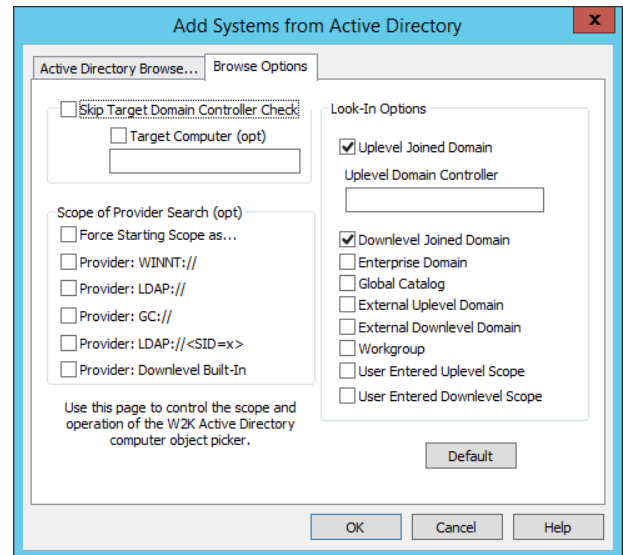 Add Systems from Active Directory
x
Active Directory Browse...
Browse Options
Skip Target Domain Controller Check
Target Computer (opt)
Scope of Provider Search (opt)
Force Starting Scope as...
Provider: WINNT://
Provider: LDAP://
Provider: GC://
Provider: LDAP://<SID=x>
Provider: Downlevel Built-In
Use this page to control the scope and
operation of the W2K Active Directory
computer object picker.
Look-In Options
Uplevel Joined Domain
Uplevel Domain Controller
Downlevel Joined Domain
Enterprise Domain
Global Catalog
External Uplevel Domain
External Downlevel Domain
Workgroup
User Entered Uplevel Scope
User Entered Downlevel Scope
Default
OK
Cancel
Help